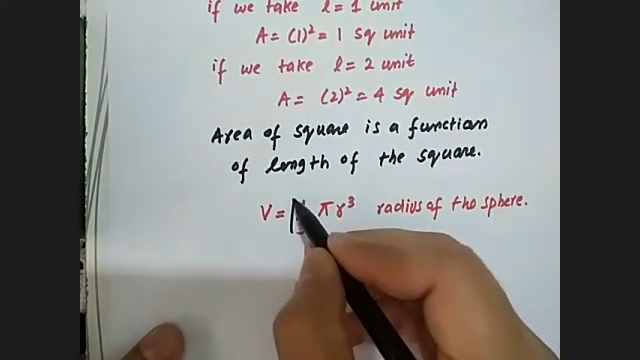 if we take l = 1 unit
A = (1)² = 1 sq unit
if we take l = 2 unit
A = (2)² = 4 sq unit
Area of square is a function
of length of the square.
V = πr³ radius of the sphere.